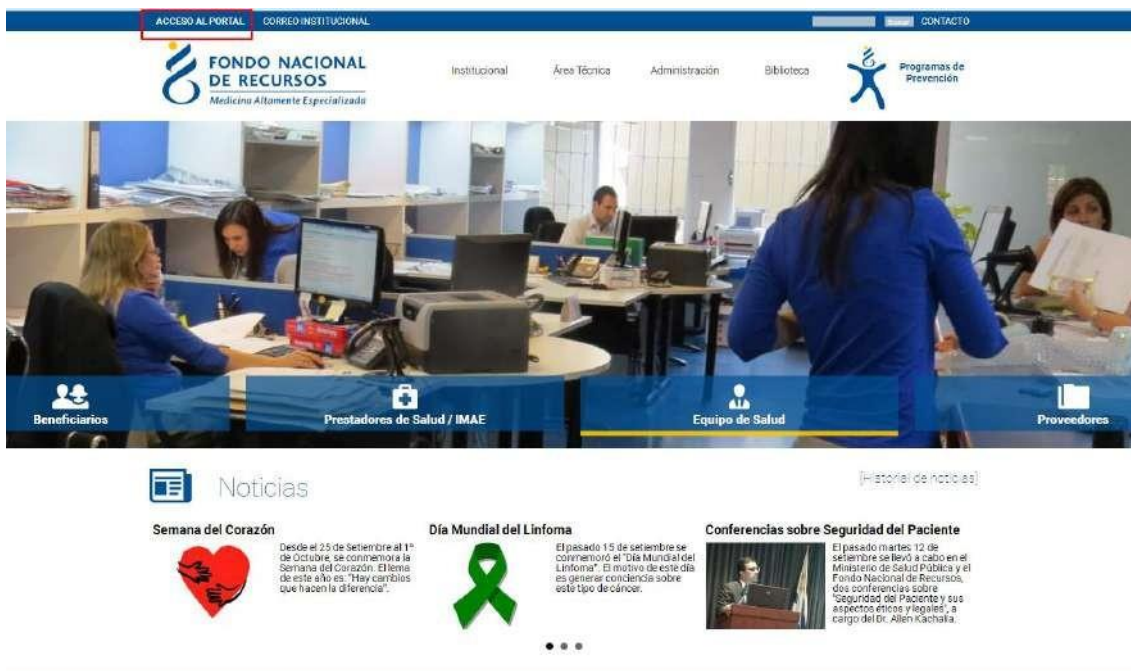 ACCESO AL PORTAL CORREO INSTITUCIONAL Buscar CONTACTO
FONDO NACIONAL
DE RECURSOS
Medicina Altamente Especializada
Institucional Área Técnica Administración Biblioteca
Programas de
Prevención
Beneficiarios Prestadores de Salud / IMAE Equipo de Salud Proveedores
Noticias
[Historial de noticias]
Semana del Corazón
Desde el 25 de Setiembre al 1º
de Octubre, se conmemora la
Semana del Corazón. El lema
de este año es: "Hay cambios
que hacen la diferencia".
Día Mundial del Linfoma
El pasado 15 de setiembre se
conmemoró el "Día Mundial del
Linfoma". El motivo de este día
es generar conciencia sobre
este tipo de cáncer.
Conferencias sobre Seguridad del Paciente
El pasado martes 12 de
setiembre se llevó a cabo en el
Ministerio de Salud Pública y el
Fondo Nacional de Recursos,
dos conferencias sobre
"Seguridad del Paciente y sus
aspectos éticos y legales", a
cargo del Dr. Allen Kachalia.